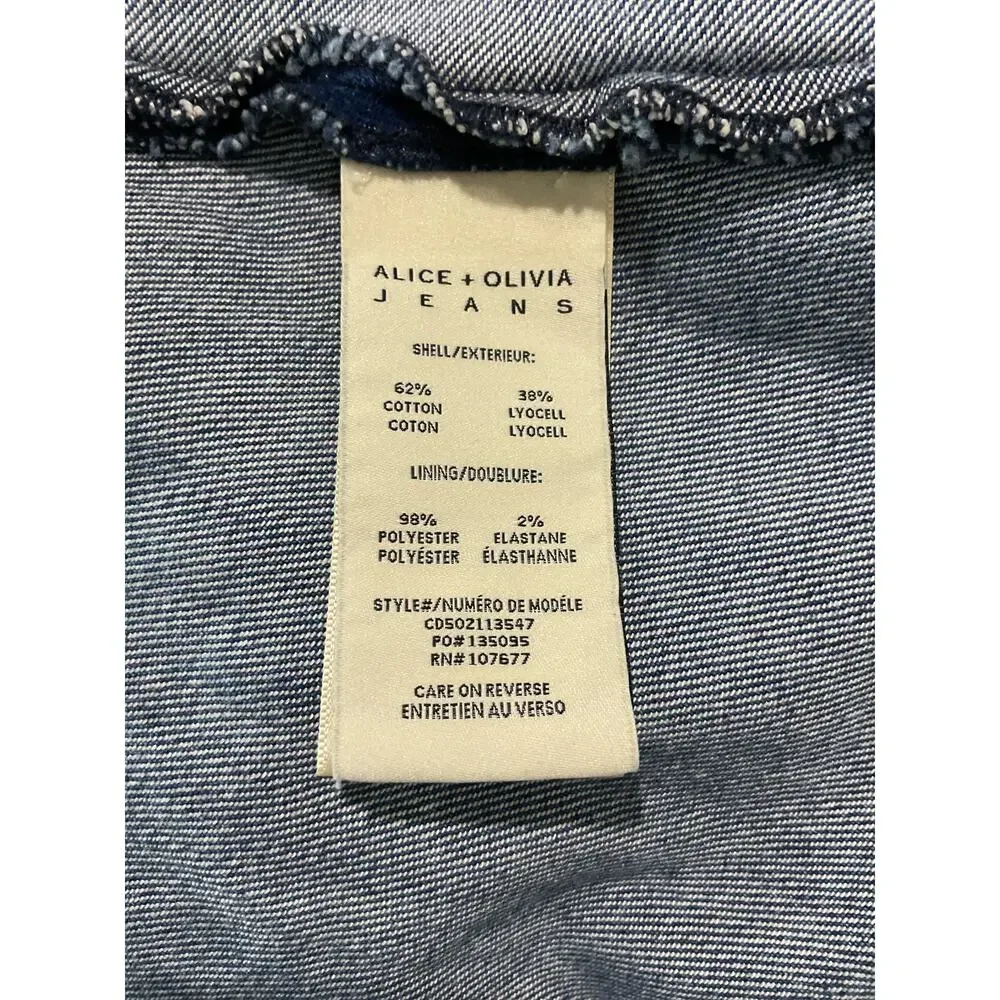 ALICE + OLIVIA
JEANS
SHELL/EXTERIEUR:
62% 38%
COTTON LYOCELL
COTON LYOCELL
LINING/DOUBLURE:
98% 2%
POLYESTER ELASTANE
POLYÉSTER ÉLASTHANNE
STYLE#/NUMÉRO DE MODÉLE
CD502113547
PO#135095
RN#107677
CARE ON REVERSE
ENTRETIEN AU VERSO